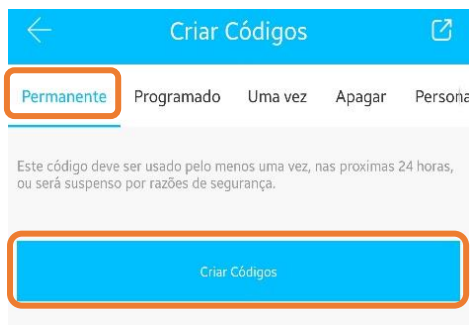 Criar Códigos
Permanente Programado Uma vez Apagar Persona
Este código deve ser usado pelo menos uma vez, nas proximas 24 horas,
ou será suspenso por razões de segurança.
Criar Códigos